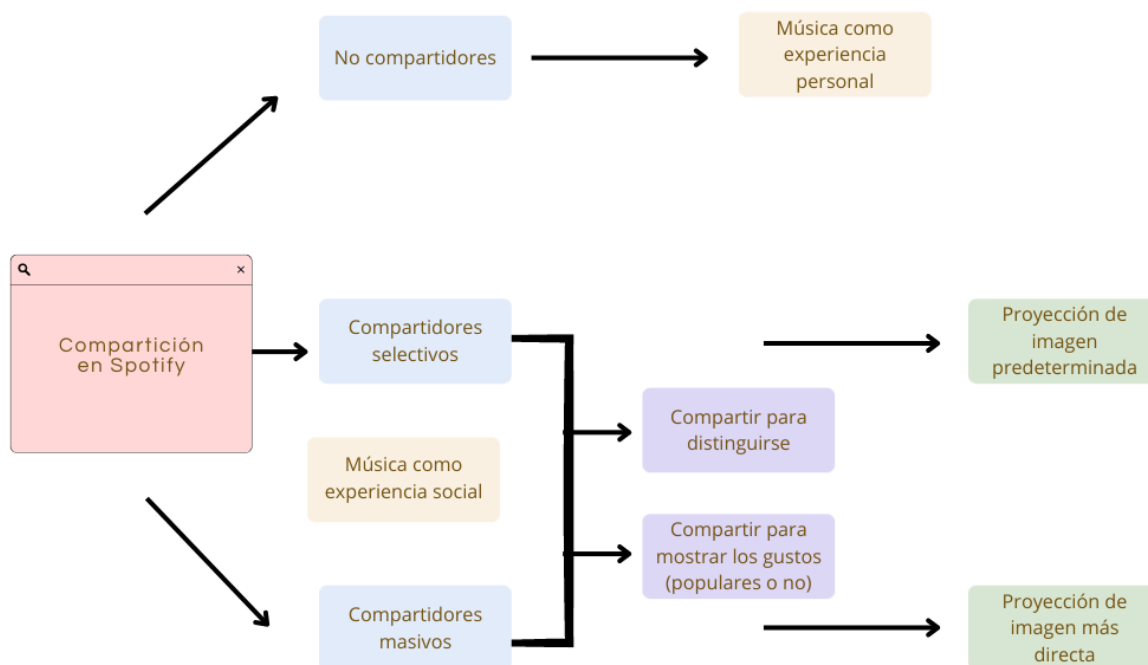 No compartidores
Música como
experiencia
personal
Compartición
en Spotify
Compartidores
selectivos
Proyección de
imagen
predeterminada
Compartir para
distinguirse
Música como
experiencia social
Compartir para
mostrar los gustos
(populares o no)
Compartidores
masivos
Proyección de
imagen más
directa